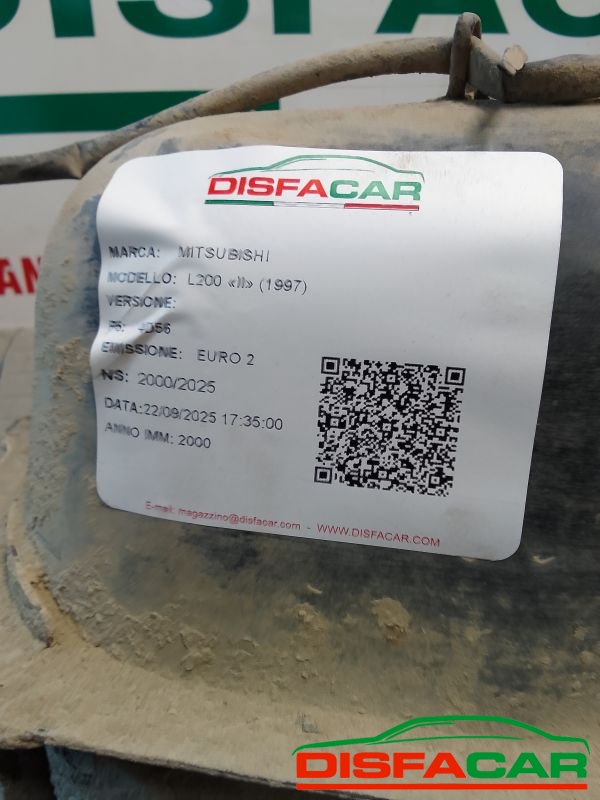 DISFACAR
MARCA: MITSUBISHI
MODELLO: L200 «II» (1997)
VERSIONE:
4D56
EMISSIONE: EURO 2
NS: 2000/2025
DATA:22/09/2025 17:35:00
ANNO IMM: 2000
E-mail: magazzino@disfacar.com - WWW.DISFACAR.COM
DISFACAR